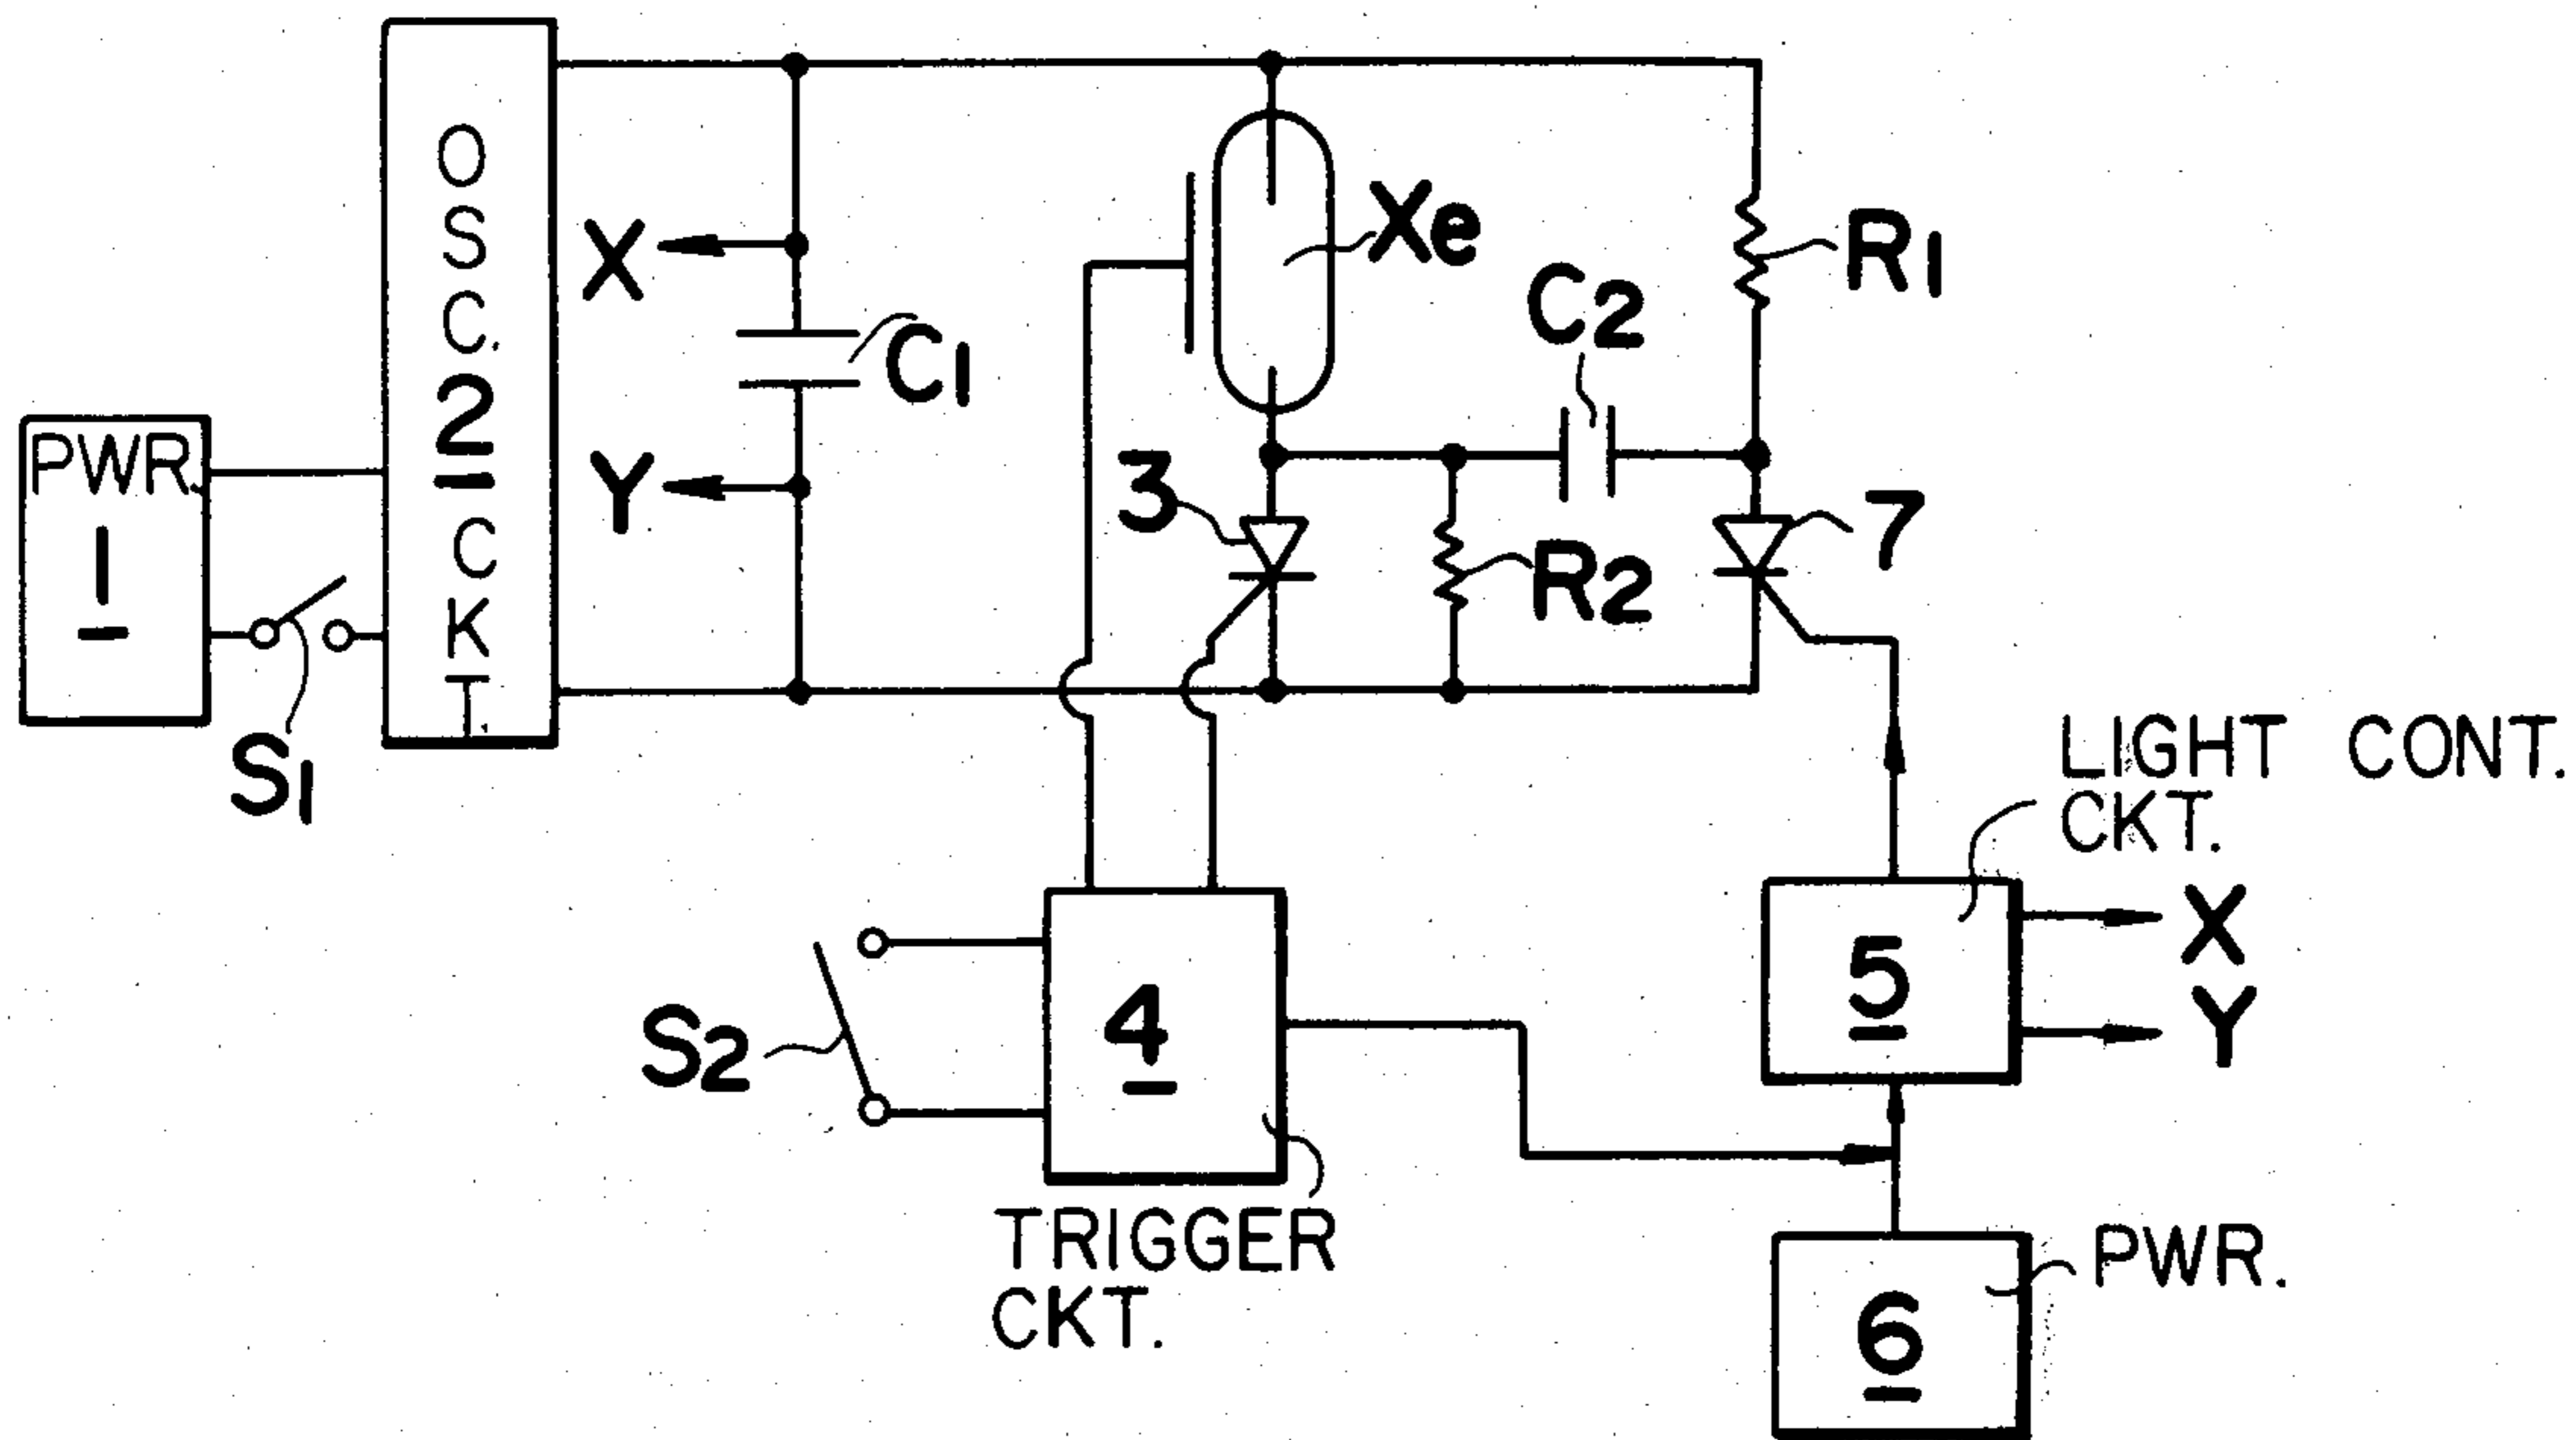 OSC.
2
CKT.
PWR.
1
S1
X
Y
C1
Xe
C2
R1
3
R2
7
LIGHT CONT.
CKT.
5
X
Y
S2
4
TRIGGER
CKT.
6
PWR.